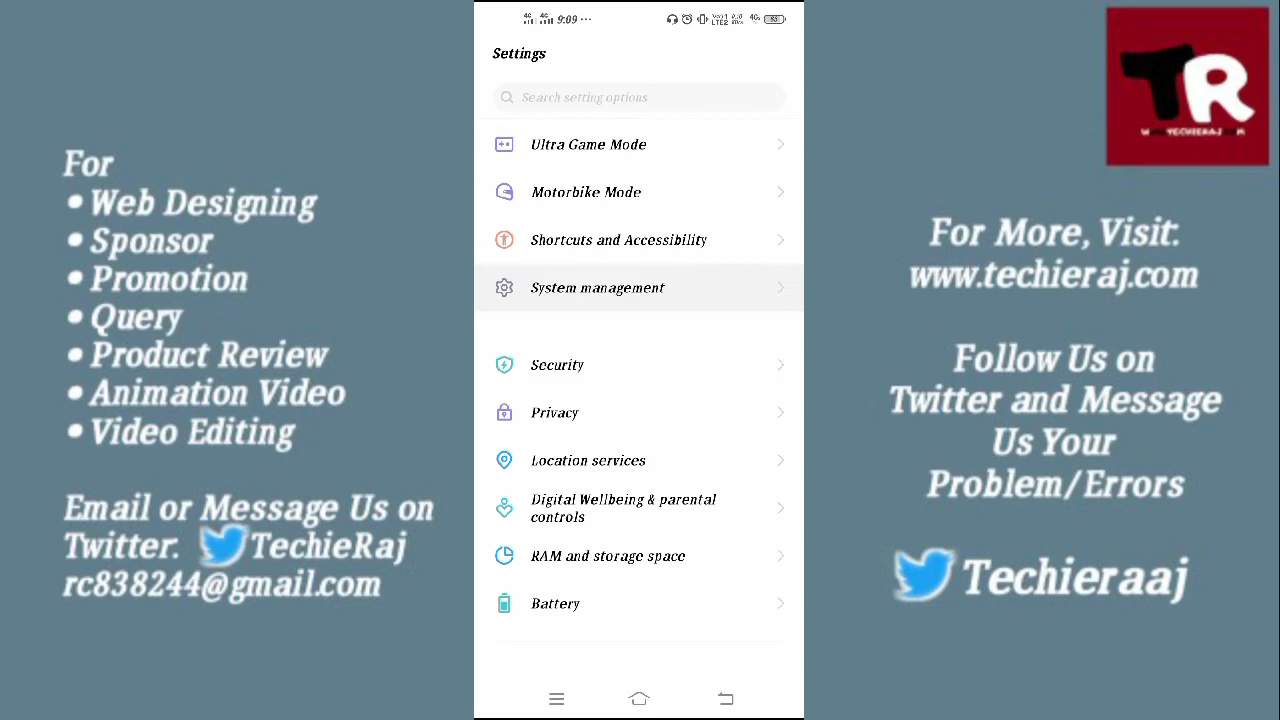 For
• Web Designing
• Sponsor
• Promotion
• Query
• Product Review
• Animation Video
• Video Editing
Email or Message Us on
Twitter. TechieRaj
rc838244@gmail.com
9:09 ...
Settings
Search setting options
Ultra Game Mode
Motorbike Mode
Shortcuts and Accessibility
System management
Security
Privacy
Location services
Digital Wellbeing & parental
controls
RAM and storage space
Battery
TR
For More, Visit:
www.techieraj.com
Follow Us on
Twitter and Message
Us Your
Problem/Errors
Techieraaj